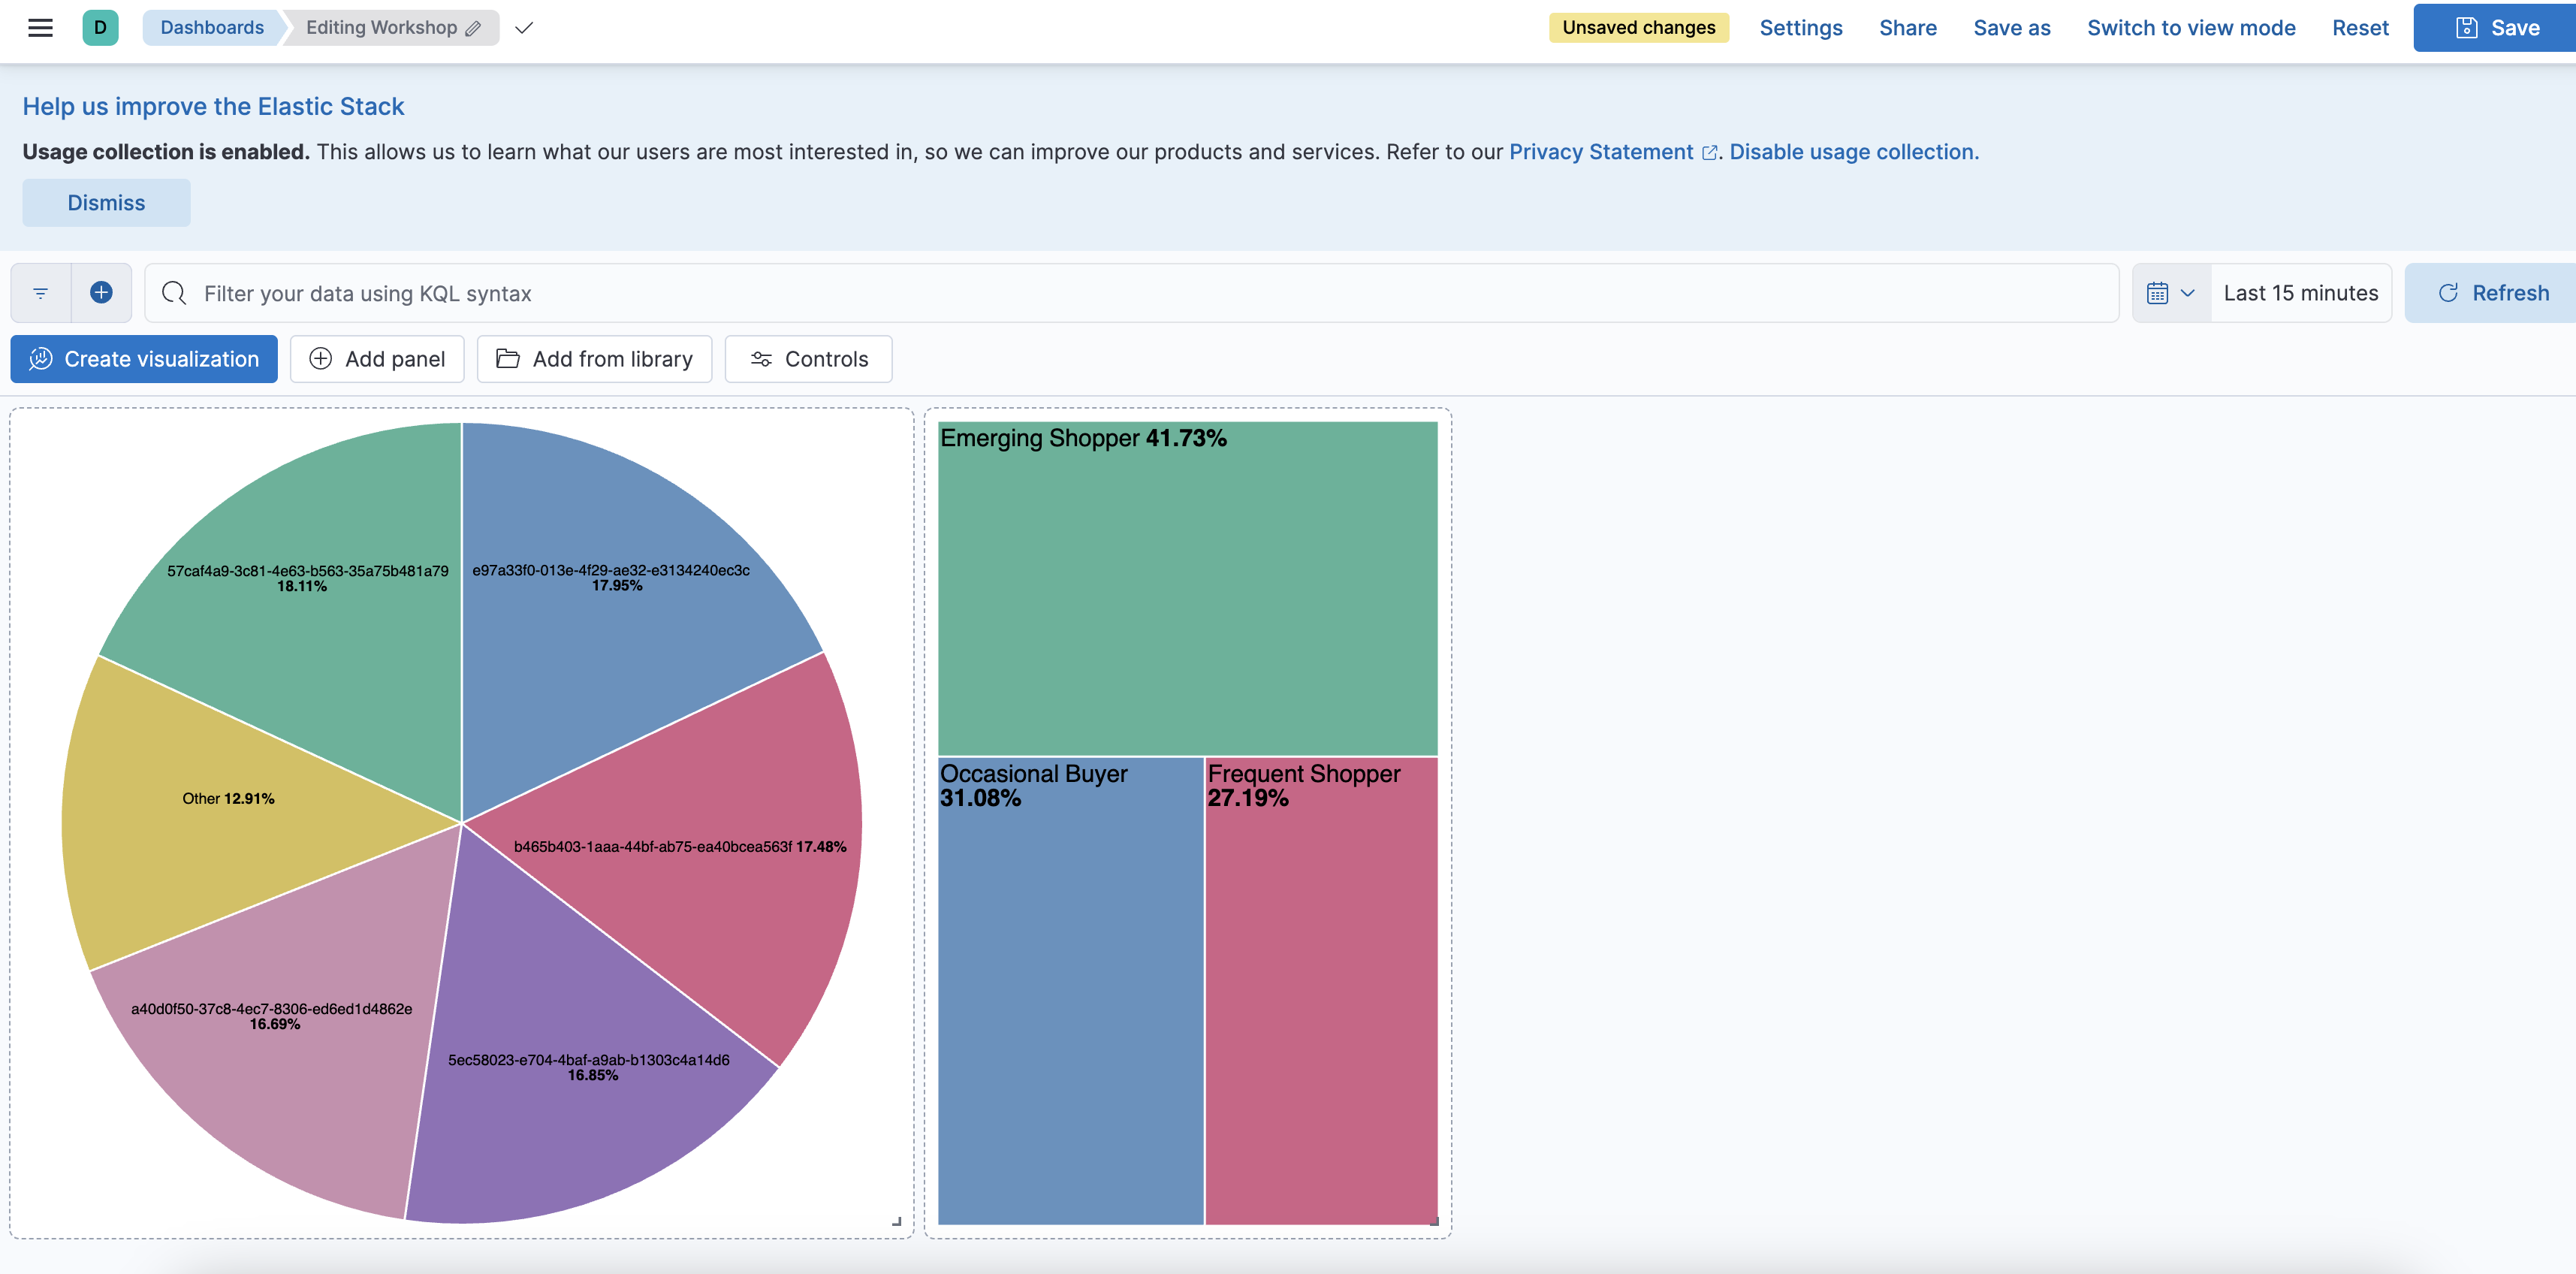 D Dashboards Editing Workshop Unsaved changes Settings Share Save as Switch to view mode Reset Save
Help us improve the Elastic Stack
Usage collection is enabled. This allows us to learn what our users are most interested in, so we can improve our products and services. Refer to our Privacy Statement. Disable usage collection.
Dismiss
Filter your data using KQL syntax Last 15 minutes Refresh
Create visualization Add panel Add from library Controls
57caf4a9-3c81-4e63-b563-35a75b481a79
18.11%
e97a33f0-013e-4f29-ae32-e3134240ec3c
17.95%
Other 12.91%
b465b403-1aaa-44bf-ab75-ea40bcea563f 17.48%
a40d0f50-37c8-4ec7-8306-ed6ed1d4862e
16.69%
5ec58023-e704-4baf-a9ab-b1303c4a14d6
16.85%
Emerging Shopper 41.73%
Occasional Buyer
31.08%
Frequent Shopper
27.19%